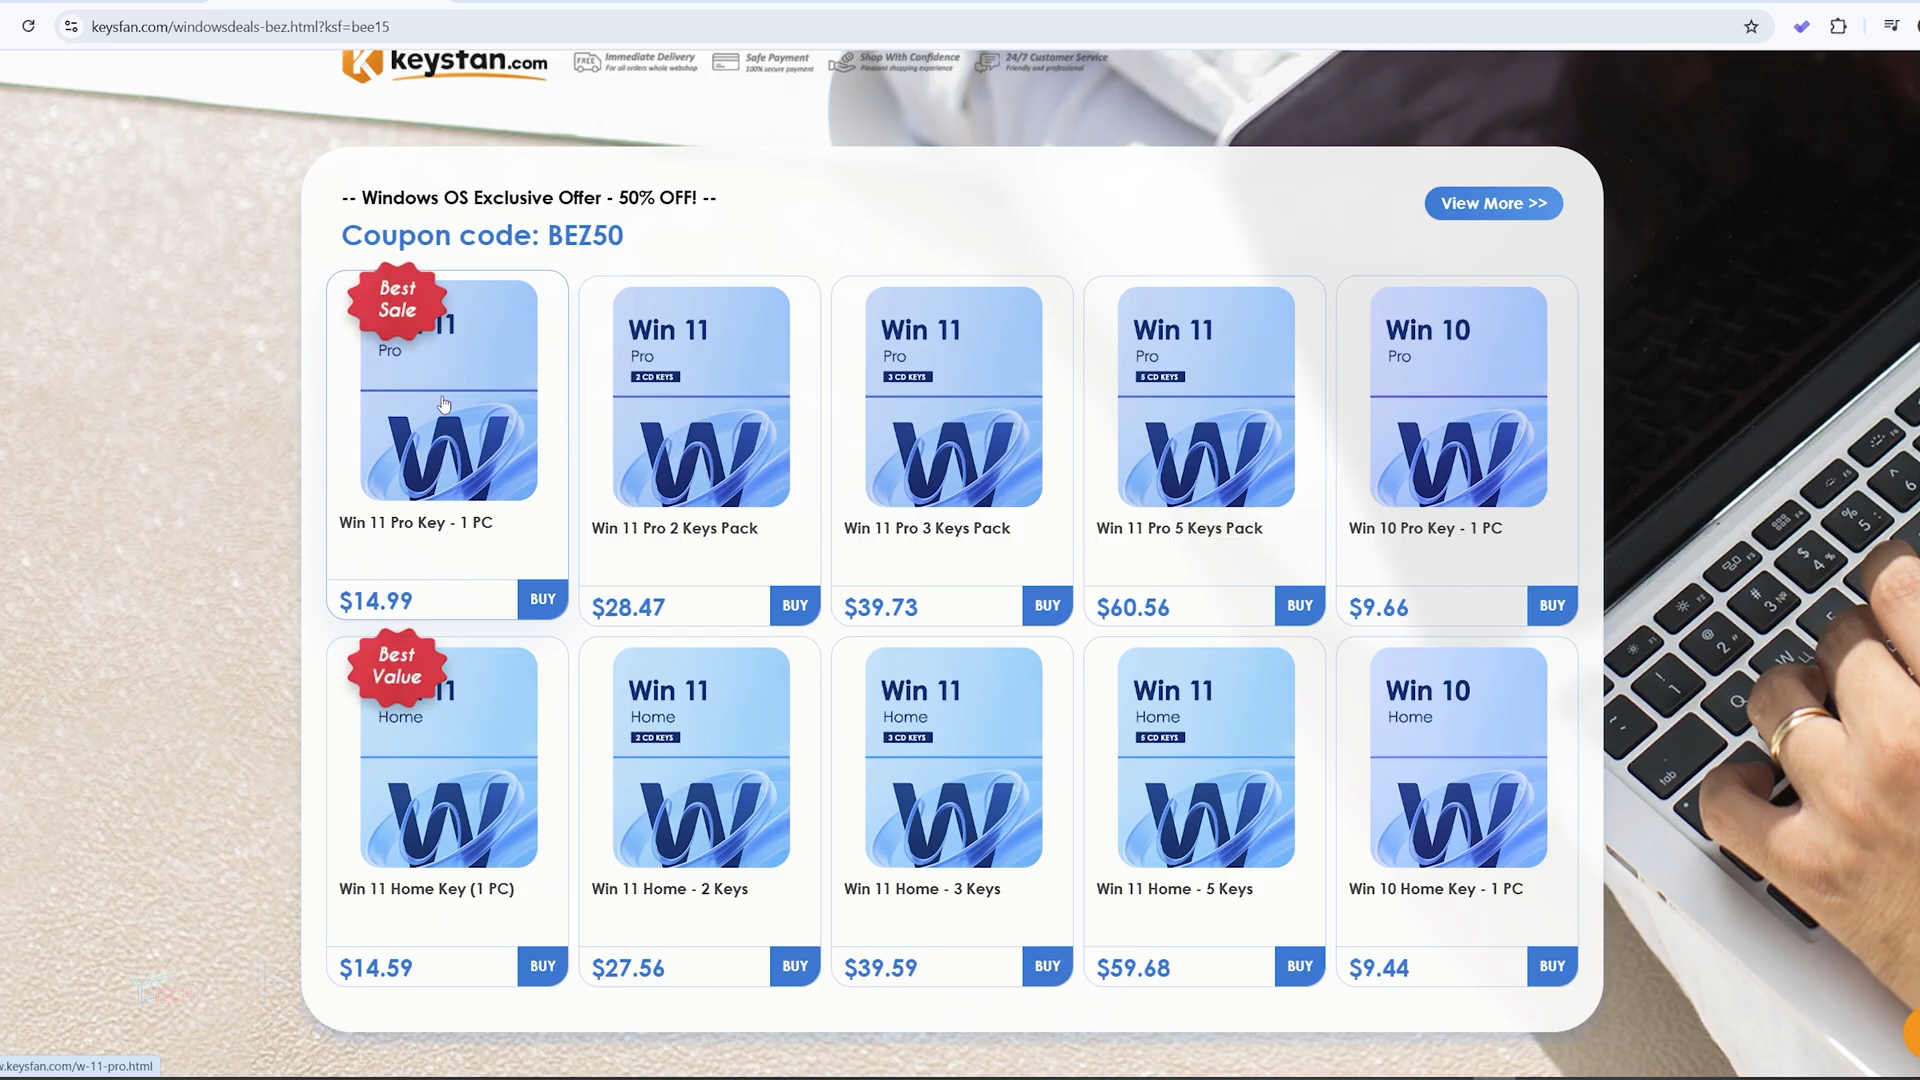 keysfan.com/windowsdeals-bez.html?ksf=bee15
keysfan.com
FREE
Immediate Delivery
For all orders whole webshop
Safe Payment
100% secure payment
Shop With Confidence
Pleasant shopping experience
24/7 Customer Service
Friendly and professional
-- Windows OS Exclusive Offer - 50% OFF! --
Coupon code: BEZ50
View More >>
Best
Sale
11
Pro
Win 11
Pro
2 CD KEYS
Win 11
Pro
3 CD KEYS
Win 11
Pro
5 CD KEYS
Win 10
Pro
Win 11 Pro Key - 1 PC
Win 11 Pro 2 Keys Pack
Win 11 Pro 3 Keys Pack
Win 11 Pro 5 Keys Pack
Win 10 Pro Key - 1 PC
$14.99 BUY
$28.47 BUY
$39.73 BUY
$60.56 BUY
$9.66 BUY
Best
Value
11
Home
Win 11
Home
2 CD KEYS
Win 11
Home
3 CD KEYS
Win 11
Home
5 CD KEYS
Win 10
Home
Win 11 Home Key (1 PC)
Win 11 Home - 2 Keys
Win 11 Home - 3 Keys
Win 11 Home - 5 Keys
Win 10 Home Key - 1 PC
$14.59 BUY
$27.56 BUY
$39.59 BUY
$59.68 BUY
$9.44 BUY
tab
TECH
w.keysfan.com/w-11-pro.html